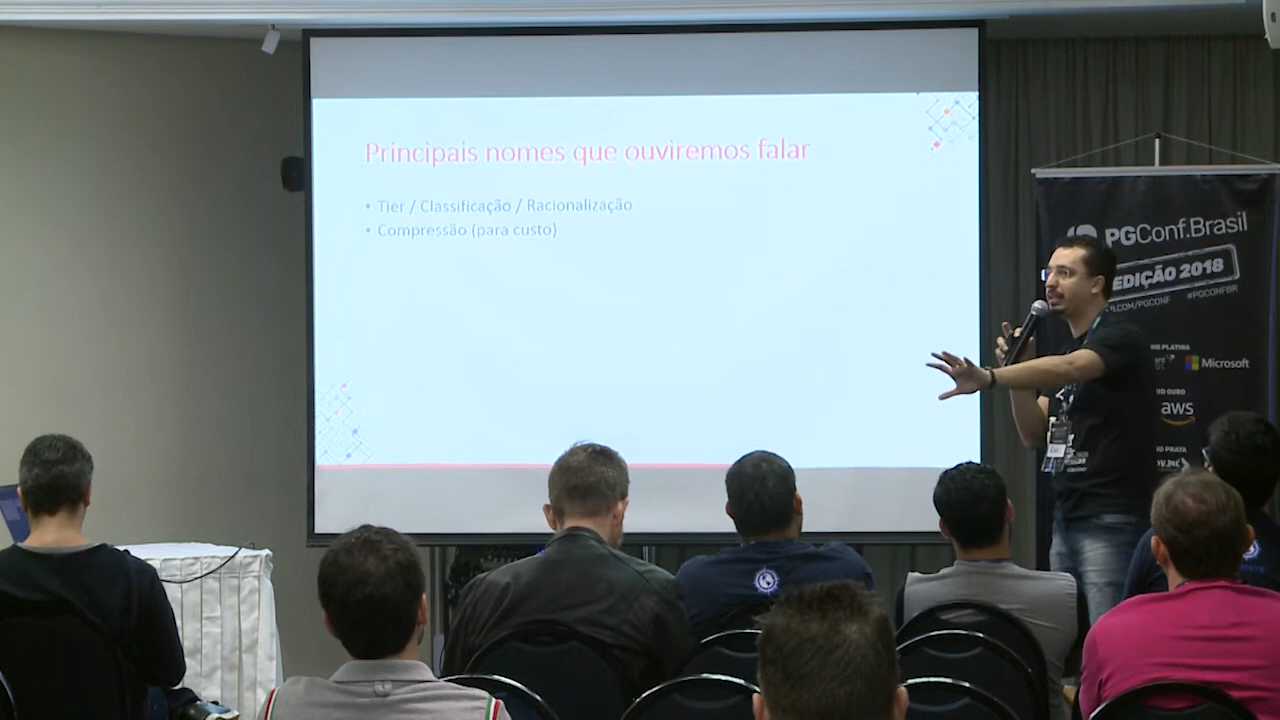 Principais nomes que ouviremos falar
• Tier / Classificação / Racionalização
• Compressão (para custo)
PGConf.Brasil
EDIÇÃO 2018
#PGCONFBR
Microsoft
aws